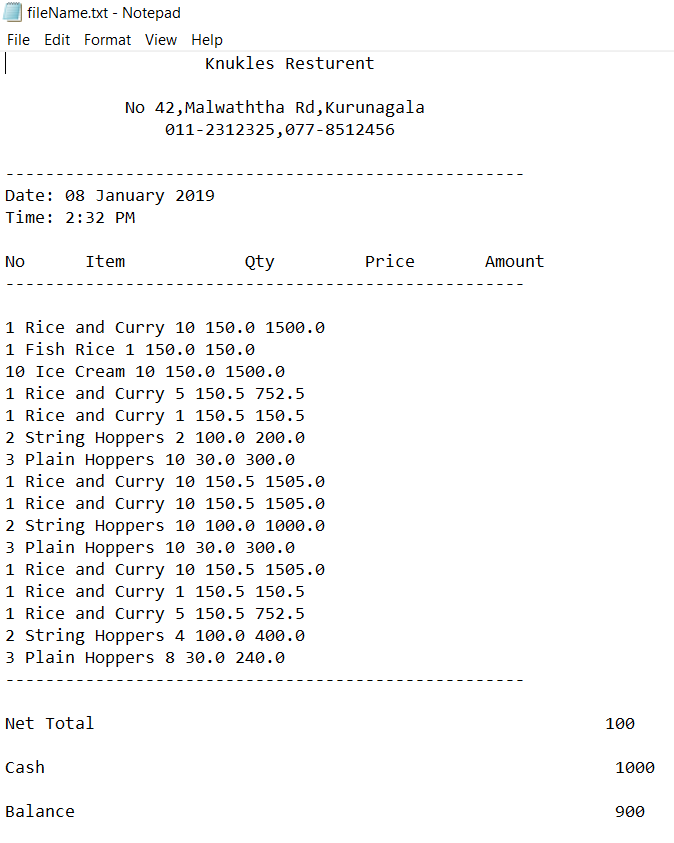 fileName.txt - Notepad
File Edit Format View Help
Knukles Resturent
No 42,Malwaththa Rd,Kurunagala
011-2312325,077-8512456
----------------------------------------------------
Date: 08 January 2019
Time: 2:32 PM
No Item Qty Price Amount
----------------------------------------------------
1 Rice and Curry 10 150.0 1500.0
1 Fish Rice 1 150.0 150.0
10 Ice Cream 10 150.0 1500.0
1 Rice and Curry 5 150.5 752.5
1 Rice and Curry 1 150.5 150.5
2 String Hoppers 2 100.0 200.0
3 Plain Hoppers 10 30.0 300.0
1 Rice and Curry 10 150.5 1505.0
1 Rice and Curry 10 150.5 1505.0
2 String Hoppers 10 100.0 1000.0
3 Plain Hoppers 10 30.0 300.0
1 Rice and Curry 10 150.5 1505.0
1 Rice and Curry 1 150.5 150.5
1 Rice and Curry 5 150.5 752.5
2 String Hoppers 4 100.0 400.0
3 Plain Hoppers 8 30.0 240.0
----------------------------------------------------
Net Total 100
Cash 1000
Balance 900